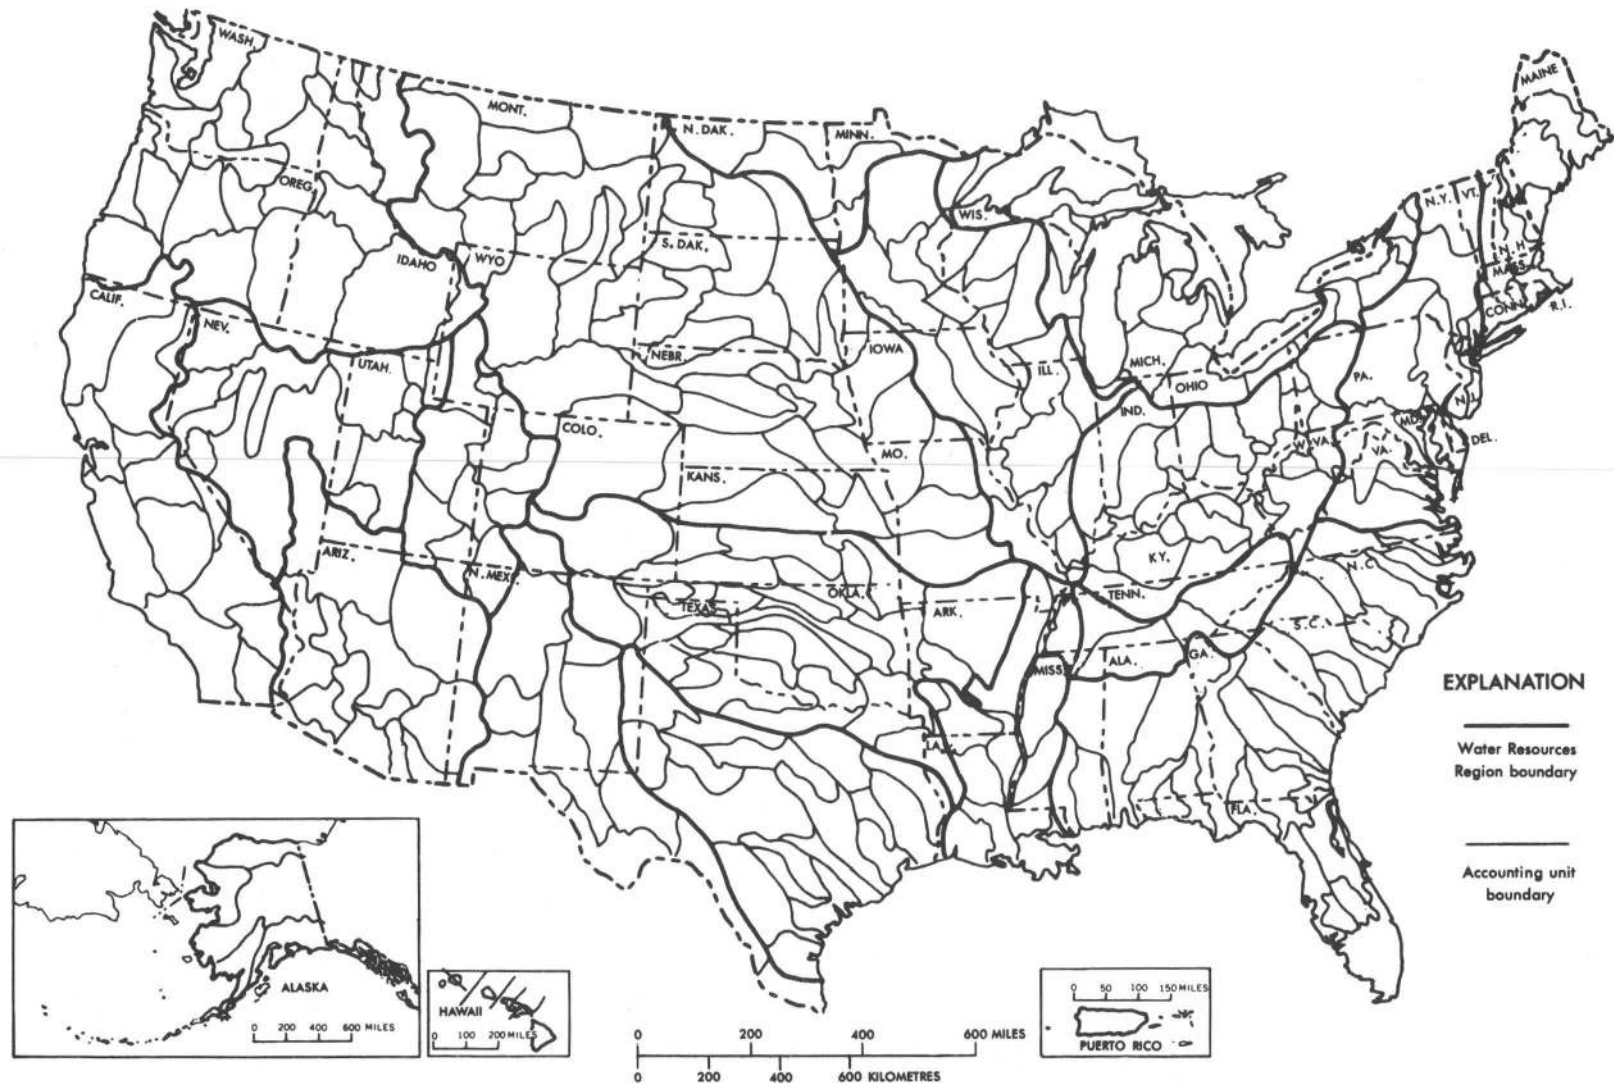 WASH.
MONT.
N. DAK.
MINN.
MAINE
OREG.
N.Y.
VT.
WIS.
S. DAK.
N. H.
IDAHO
WYO
MASS.
CALIF.
CONN.
R.I.
NEV.
NEBR.
IOWA
UTAH.
ILL.
MICH.
OHIO
PA.
N.J.
IND.
COLO.
MO.
W. VA.
VA.
MD.
DEL.
KANS.
ARIZ.
N. MEX.
KY.
N.C.
OKLA.
TEXAS
ARK.
TENN.
S.C.
MISS.
ALA.
GA.
LA.
FLA.
EXPLANATION
Water Resources
Region boundary
Accounting unit
boundary
ALASKA
0 200 400 600 MILES
HAWAII
0 100 200 MILES
0 200 400 600 MILES
0 200 400 600 KILOMETRES
0 50 100 150 MILES
PUERTO RICO